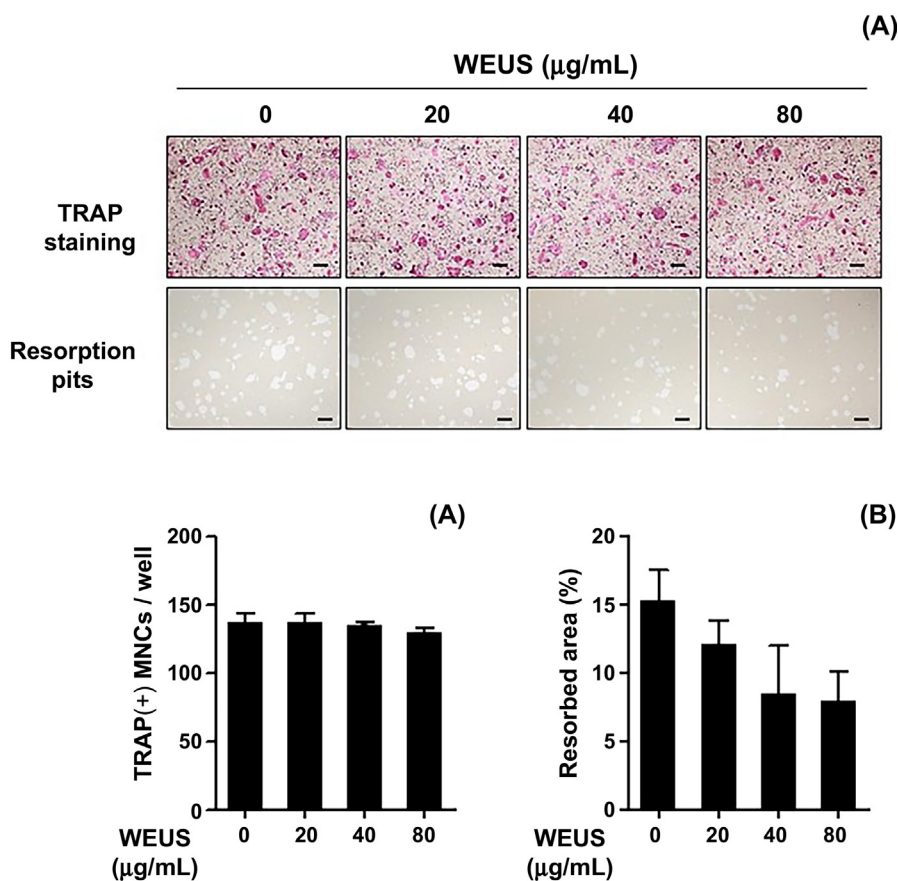 (A)
WEUS (µg/mL)
0 20 40 80
TRAP
staining
Resorption
pits
(A)
TRAP(+) MNCs / well
200
150
100
50
0
0 20 40 80
WEUS
(µg/mL)
(B)
Resorbed area (%)
20
15
10
5
0
0 20 40 80
WEUS
(µg/mL)